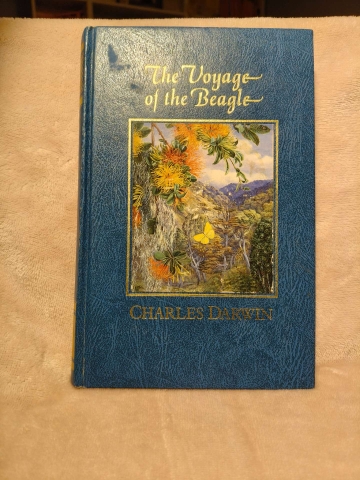 The Voyage
of the Beagle
CHARLES DARWIN